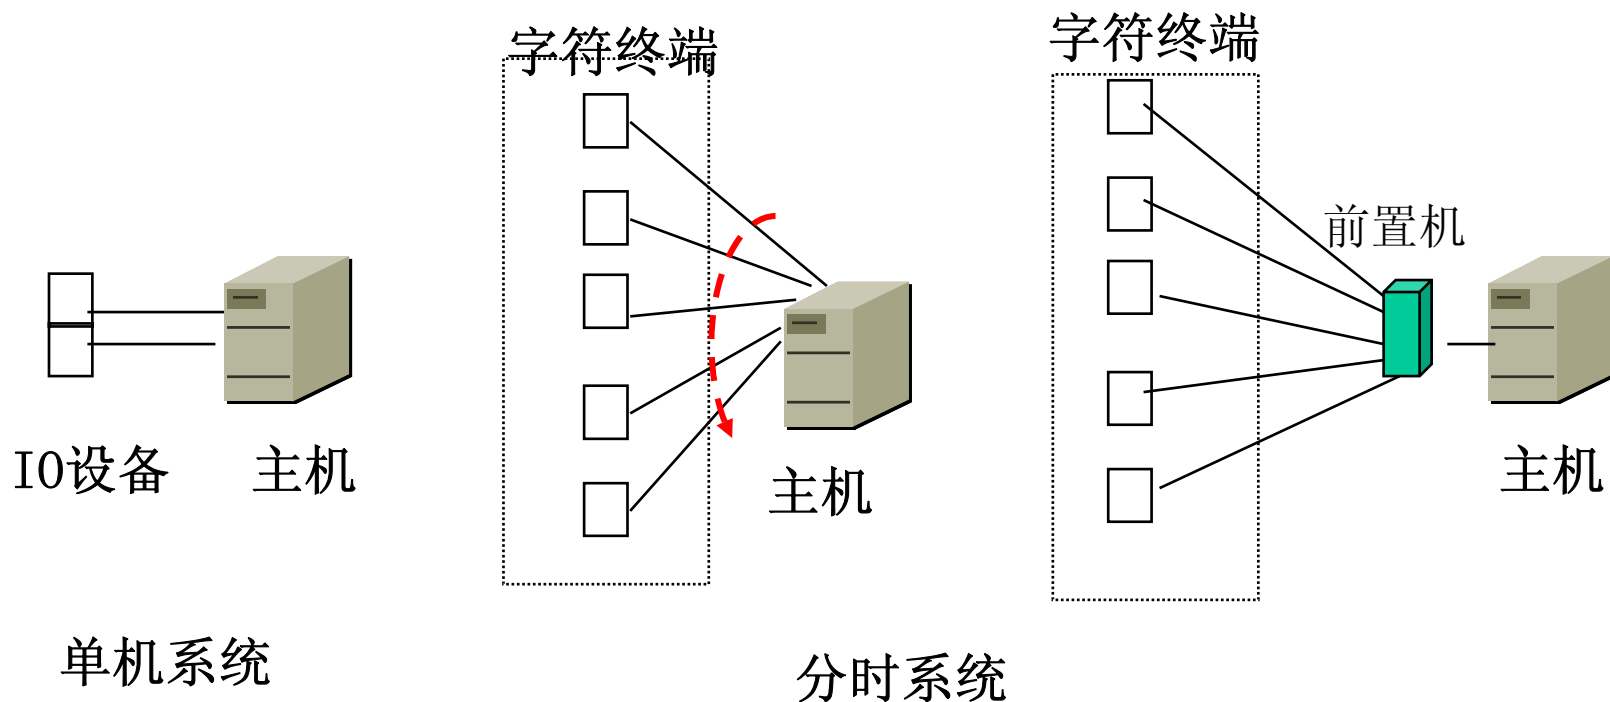 字符终端
字符终端
前置机
IO设备
主机
主机
主机
单机系统
分时系统